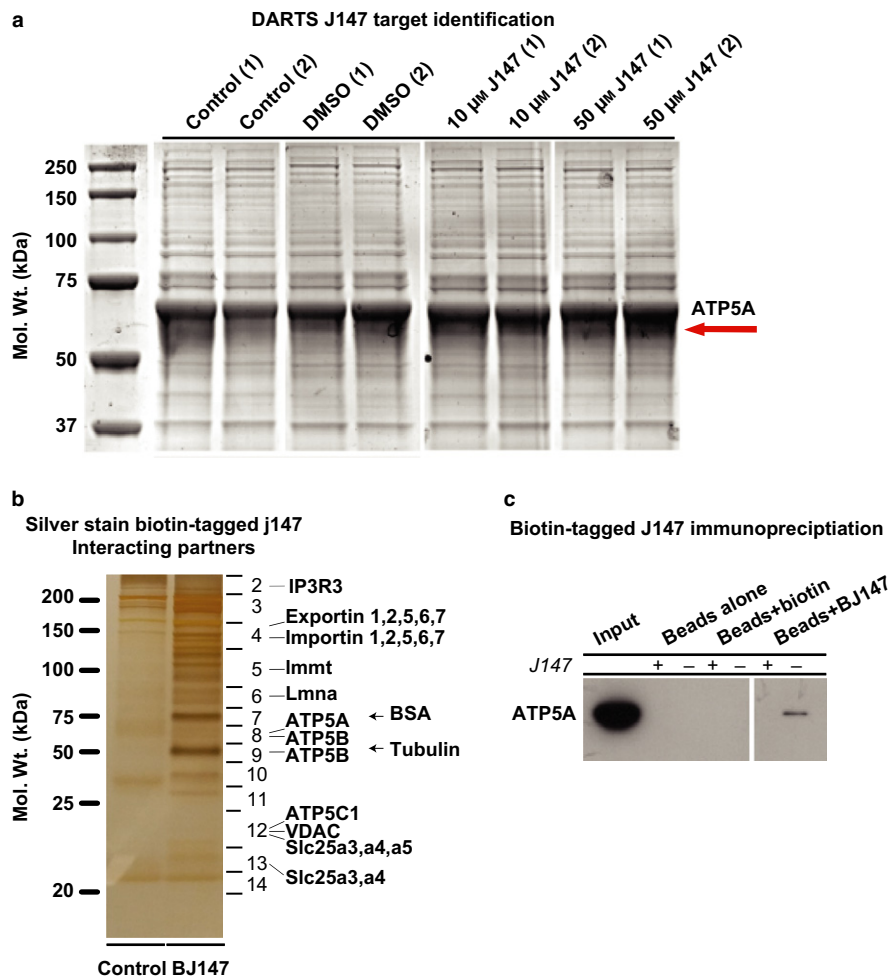 a
DARTS J147 target identification
Control (1)
Control (2)
DMSO (1)
DMSO (2)
10 µM J147 (1)
10 µM J147 (2)
50 µM J147 (1)
50 µM J147 (2)
Mol. Wt. (kDa)
250
150
100
75
50
37
ATP5A
b
Silver stain biotin-tagged j147
Interacting partners
Mol. Wt. (kDa)
200
150
100
75
50
25
20
2
3
4
5
6
7
8
9
10
11
12
13
14
IP3R3
Exportin 1,2,5,6,7
Importin 1,2,5,6,7
Immt
Lmna
ATP5A
ATP5B
ATP5B
← BSA
← Tubulin
ATP5C1
VDAC
Slc25a3,a4,a5
Slc25a3,a4
Control BJ147
c
Biotin-tagged J147 immunopreciptiation
Input
Beads alone
Beads+biotin
Beads+BJ147
J147 + – + – + –
ATP5A